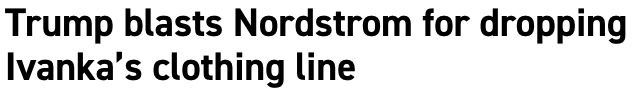 Trump blasts Nordstrom for dropping
Ivanka’s clothing line